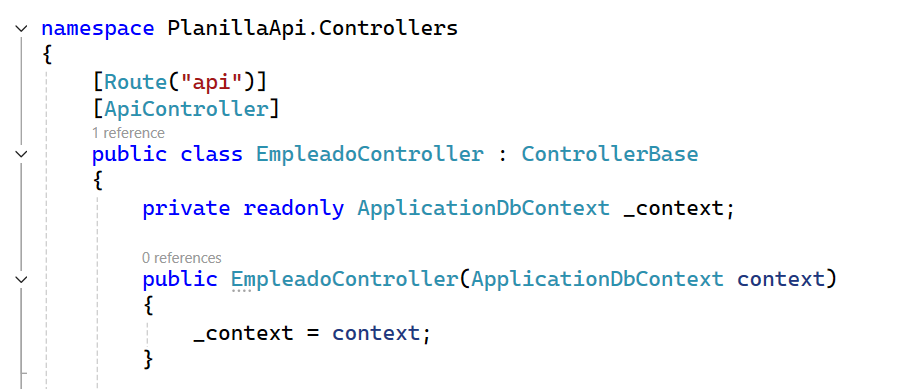 namespace PlanillaApi.Controllers
{
[Route("api")]
[ApiController]
1 reference
public class EmpleadoController : ControllerBase
{
private readonly ApplicationDbContext _context;
0 references
public EmpleadoController(ApplicationDbContext context)
{
_context = context;
}